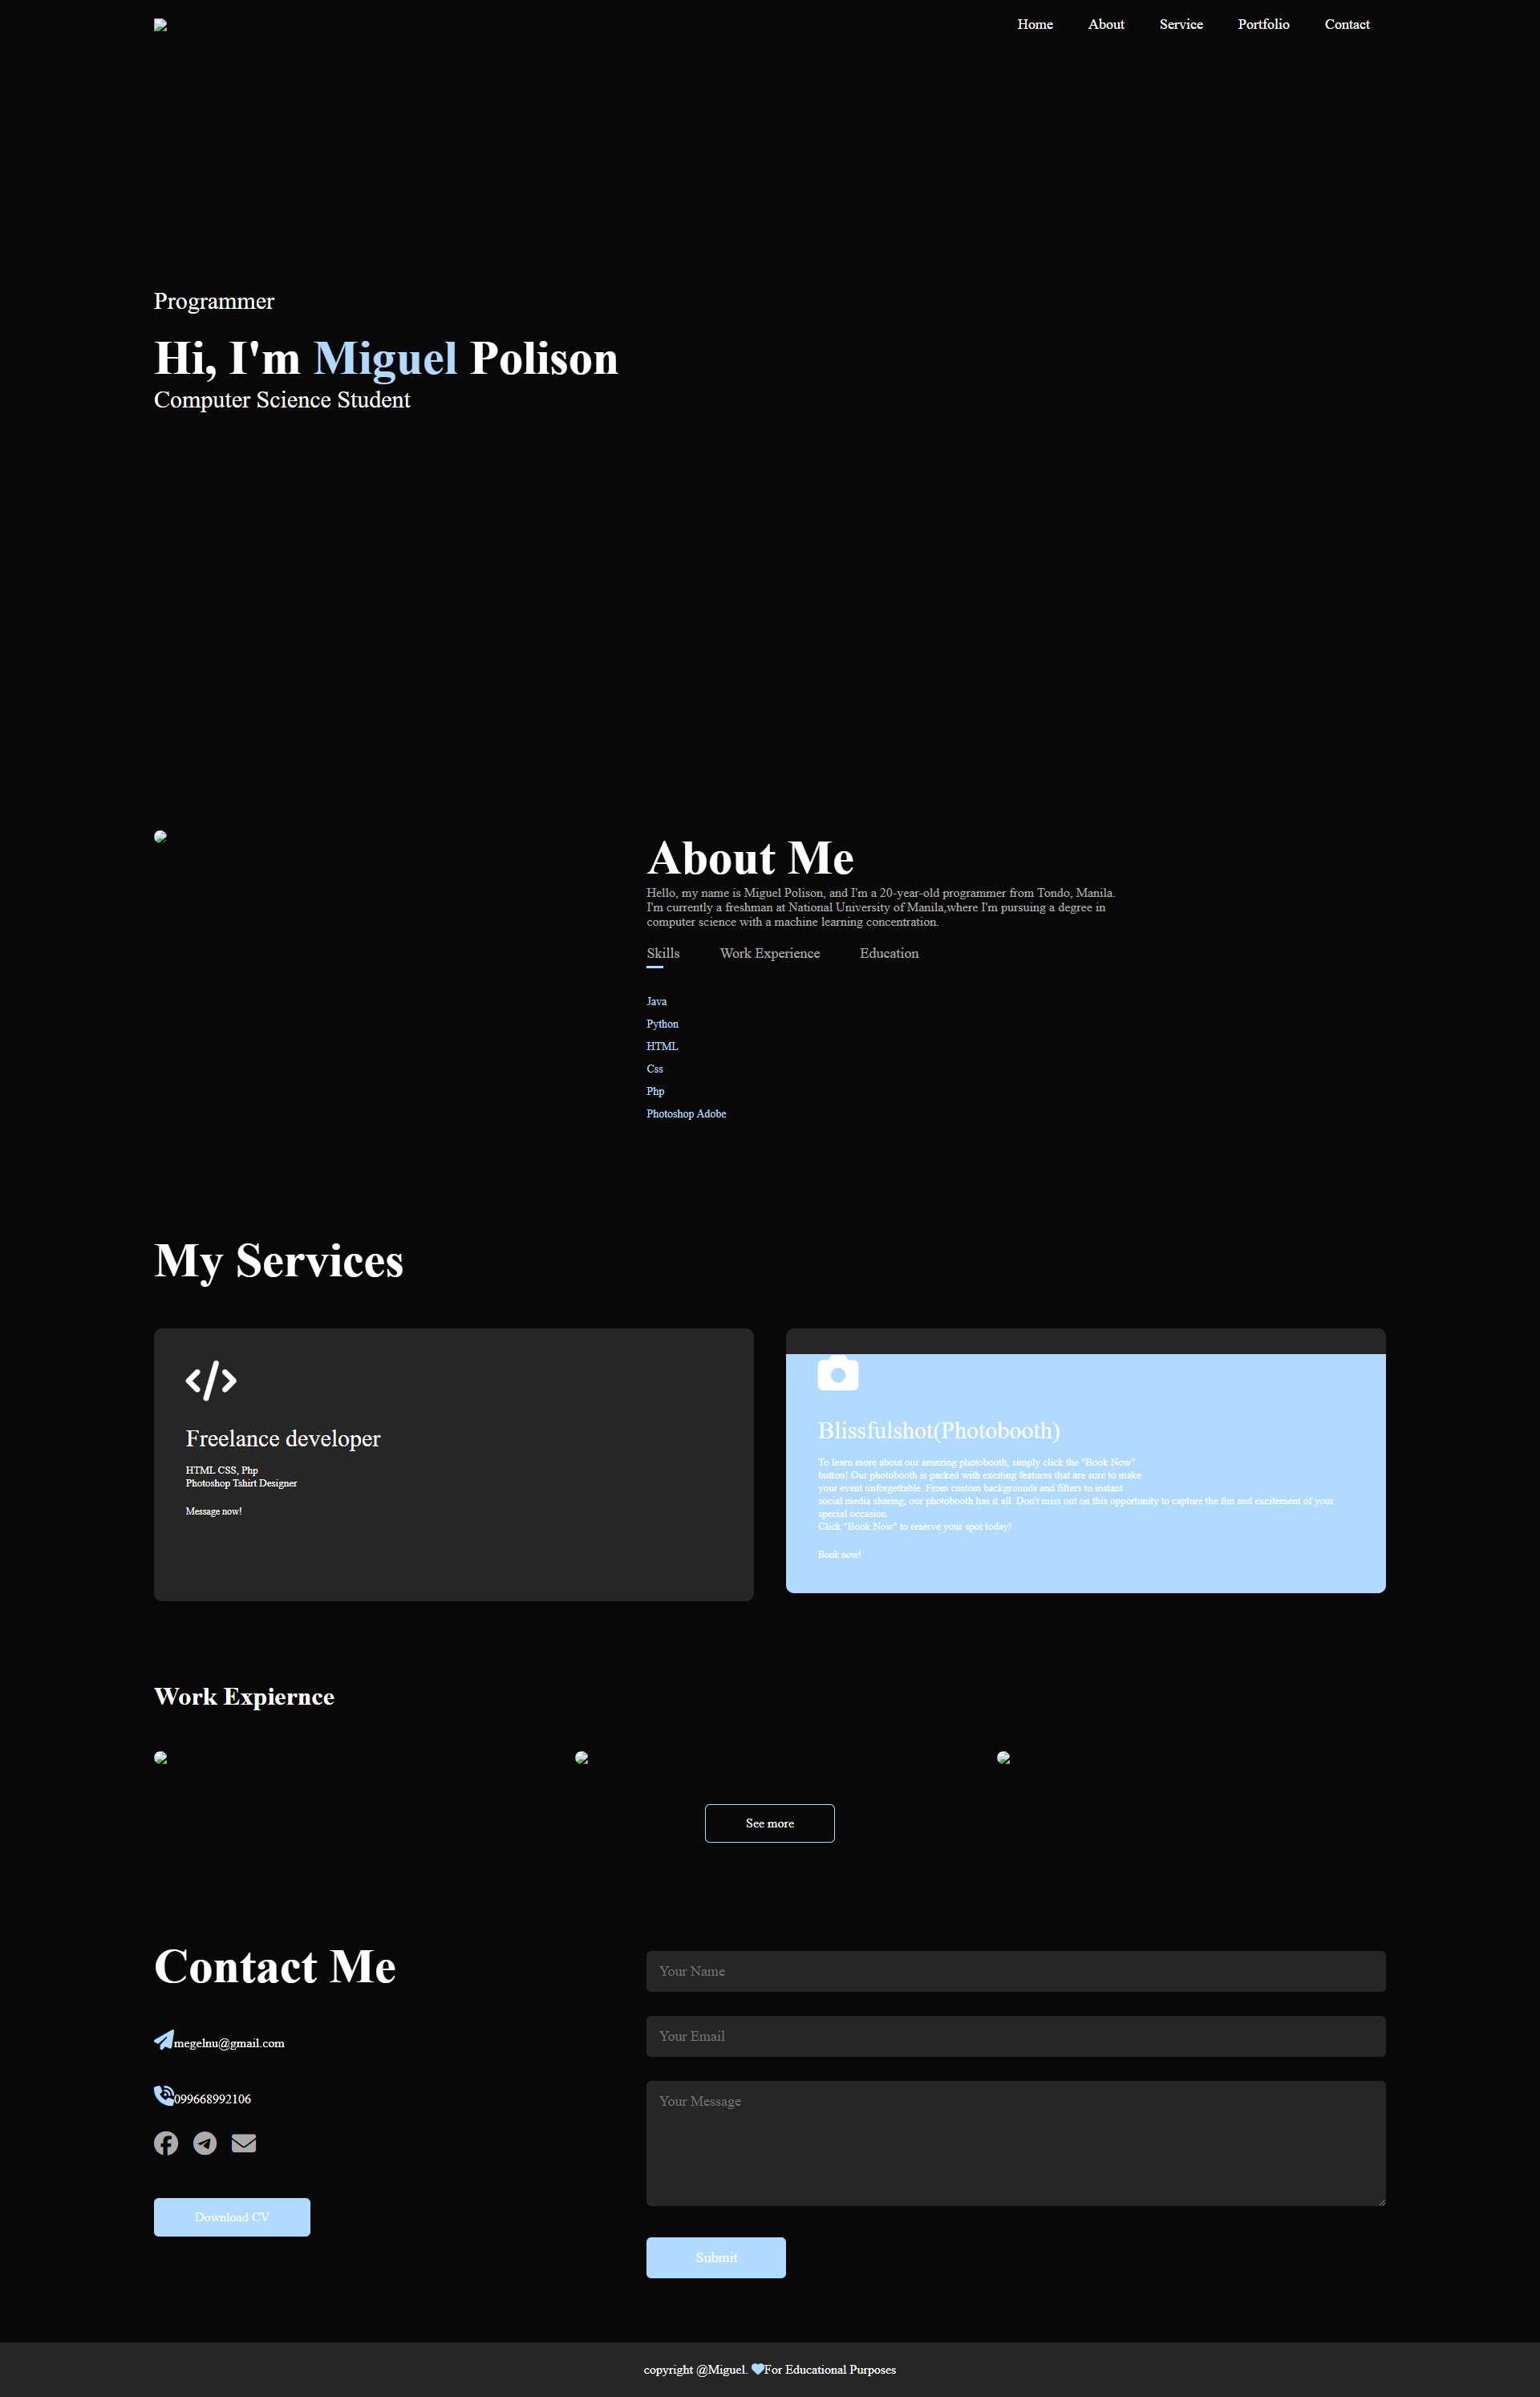 Home About Service Portfolio Contact
Programmer
Hi, I'm Miguel Polison
Computer Science Student
About Me
Hello, my name is Miguel Polison, and I'm a 20-year-old programmer from Tondo, Manila.
I'm currently a freshman at National University of Manila,where I'm pursuing a degree in
computer science with a machine learning concentration.
Skills Work Experience Education
Java
Python
HTML
Css
Php
Photoshop Adobe
My Services
Freelance developer
HTML CSS, Php
Photoshop Tshirt Designer
Message now!
Blissfulshot(Photobooth)
To learn more about our amazing photobooth, simply click the "Book Now"
button! Our photobooth is packed with exciting features that are sure to make
your event unforgettable. From custom backgrounds and filters to instant
social media sharing, our photobooth has it all. Don't miss out on this opportunity to capture the fun and excitement of your
special occasion.
Click "Book Now" to reserve your spot today!
Book now!
Work Expiernce
See more
Contact Me
megelnu@gmail.com
099668992106
Download CV
Your Name
Your Email
Your Message
Submit
copyright @Miguel. For Educational Purposes